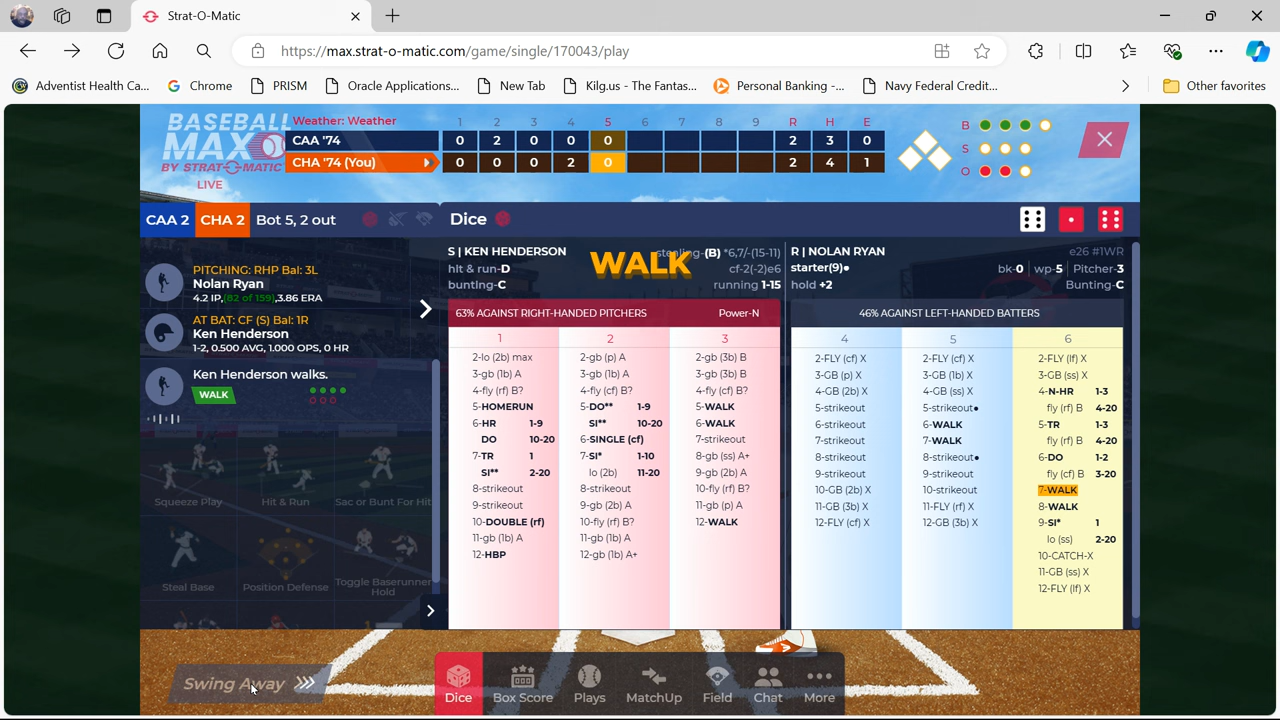 Strat-O-Matic
https://max.strat-o-matic.com/game/single/170043/play
Adventist Health Ca... Chrome PRISM Oracle Applications... New Tab Kilg.us - The Fantas... Personal Banking -... Navy Federal Credit... Other favorites
BASEBALL
MAX
BY STRAT-O-MATIC
LIVE
Weather: Weather 1 2 3 4 5 6 7 8 9 R H E
CAA '74 0 2 0 0 0 2 3 0
CHA '74 (You) 0 0 0 2 0 2 4 1
B
S
O
CAA 2 CHA 2 Bot 5, 2 out
Dice
PITCHING: RHP Bal: 3L
Nolan Ryan
4.2 IP,(82 of 159),3.86 ERA
AT BAT: CF (S) Bal: 1R
Ken Henderson
1-2, 0.500 AVG, 1.000 OPS, 0 HR
Ken Henderson walks.
WALK
Squeeze Play Hit & Run Sac or Bunt For Hit
Steal Base Position Defense Toggle Baserunner
Hold
S | KEN HENDERSON
(B) *6,7/-(15-11)
hit & run-D cf-2(-2)e6
bunting-C running 1-15
WALK
63% AGAINST RIGHT-HANDED PITCHERS Power-N
1
2-lo (2b) max
3-gb (1b) A
4-fly (rf) B?
5-HOMERUN
6-HR 1-9
DO 10-20
7-TR 1
SI** 2-20
8-strikeout
9-strikeout
10-DOUBLE (rf)
11-gb (1b) A
12-HBP
2
2-gb (p) A
3-gb (1b) A
4-fly (cf) B?
5-DO** 1-9
SI** 10-20
6-SINGLE (cf)
7-SI* 1-10
lo (2b) 11-20
8-strikeout
9-gb (2b) A
10-fly (rf) B?
11-gb (1b) A
12-gb (1b) A+
3
2-gb (3b) B
3-gb (3b) B
4-fly (cf) B?
5-WALK
6-WALK
7-strikeout
8-gb (ss) A+
9-gb (2b) A
10-fly (rf) B?
11-gb (p) A
12-WALK
R | NOLAN RYAN e26 #1WR
starter(9)● bk-0 wp-5 Pitcher-3
hold +2 Bunting-C
46% AGAINST LEFT-HANDED BATTERS
4
2-FLY (cf) X
3-GB (p) X
4-GB (2b) X
5-strikeout
6-strikeout
7-strikeout
8-strikeout
9-strikeout
10-GB (2b) X
11-GB (3b) X
12-FLY (cf) X
5
2-FLY (cf) X
3-GB (1b) X
4-GB (ss) X
5-strikeout●
6-WALK
7-WALK
8-strikeout●
9-strikeout
10-strikeout
11-FLY (rf) X
12-GB (3b) X
6
2-FLY (lf) X
3-GB (ss) X
4-N-HR 1-3
fly (rf) B 4-20
5-TR 1-3
fly (rf) B 4-20
6-DO 1-2
fly (cf) B 3-20
7-WALK
8-WALK
9-SI* 1
lo (ss) 2-20
10-CATCH-X
11-GB (ss) X
12-FLY (lf) X
Swing Away
Dice Box Score Plays MatchUp Field Chat More